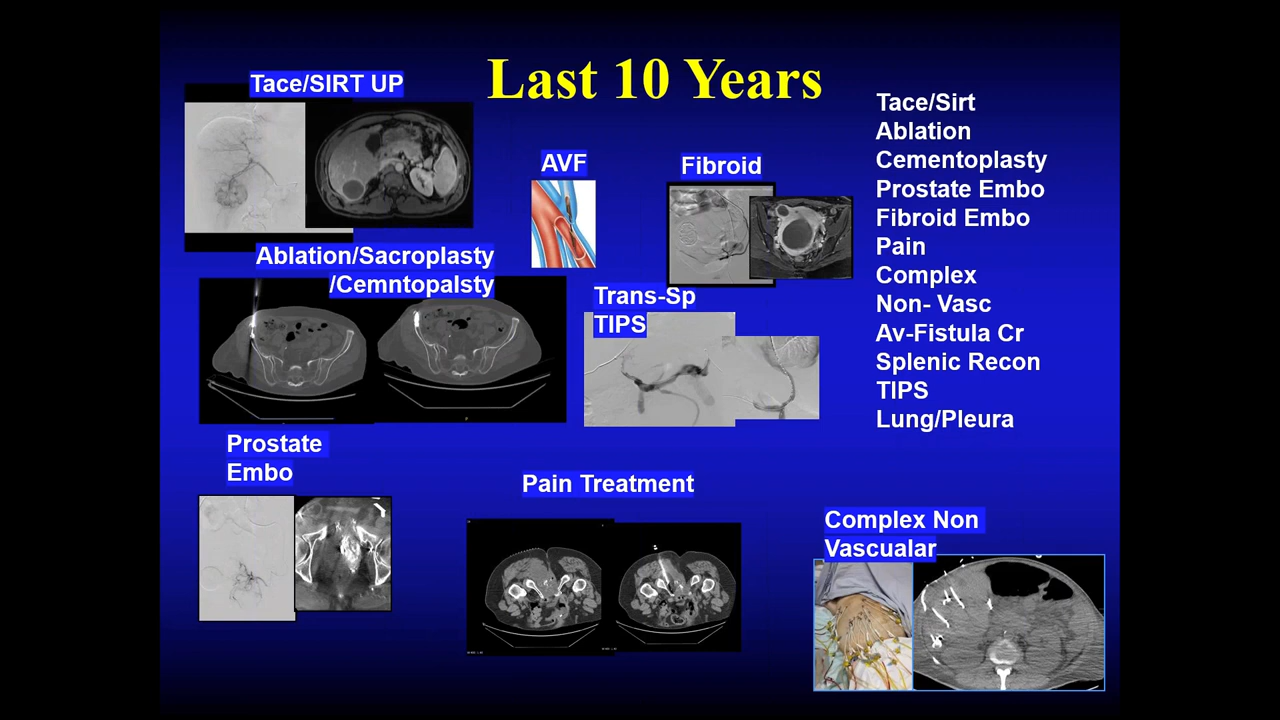 Last 10 Years
Tace/SIRT UP
AVF
Fibroid
Ablation/Sacroplasty
/Cemntopalsty
Trans-Sp
TIPS
Prostate
Embo
Pain Treatment
Complex Non
Vascualar
Tace/Sirt
Ablation
Cementoplasty
Prostate Embo
Fibroid Embo
Pain
Complex
Non- Vasc
Av-Fistula Cr
Splenic Recon
TIPS
Lung/Pleura